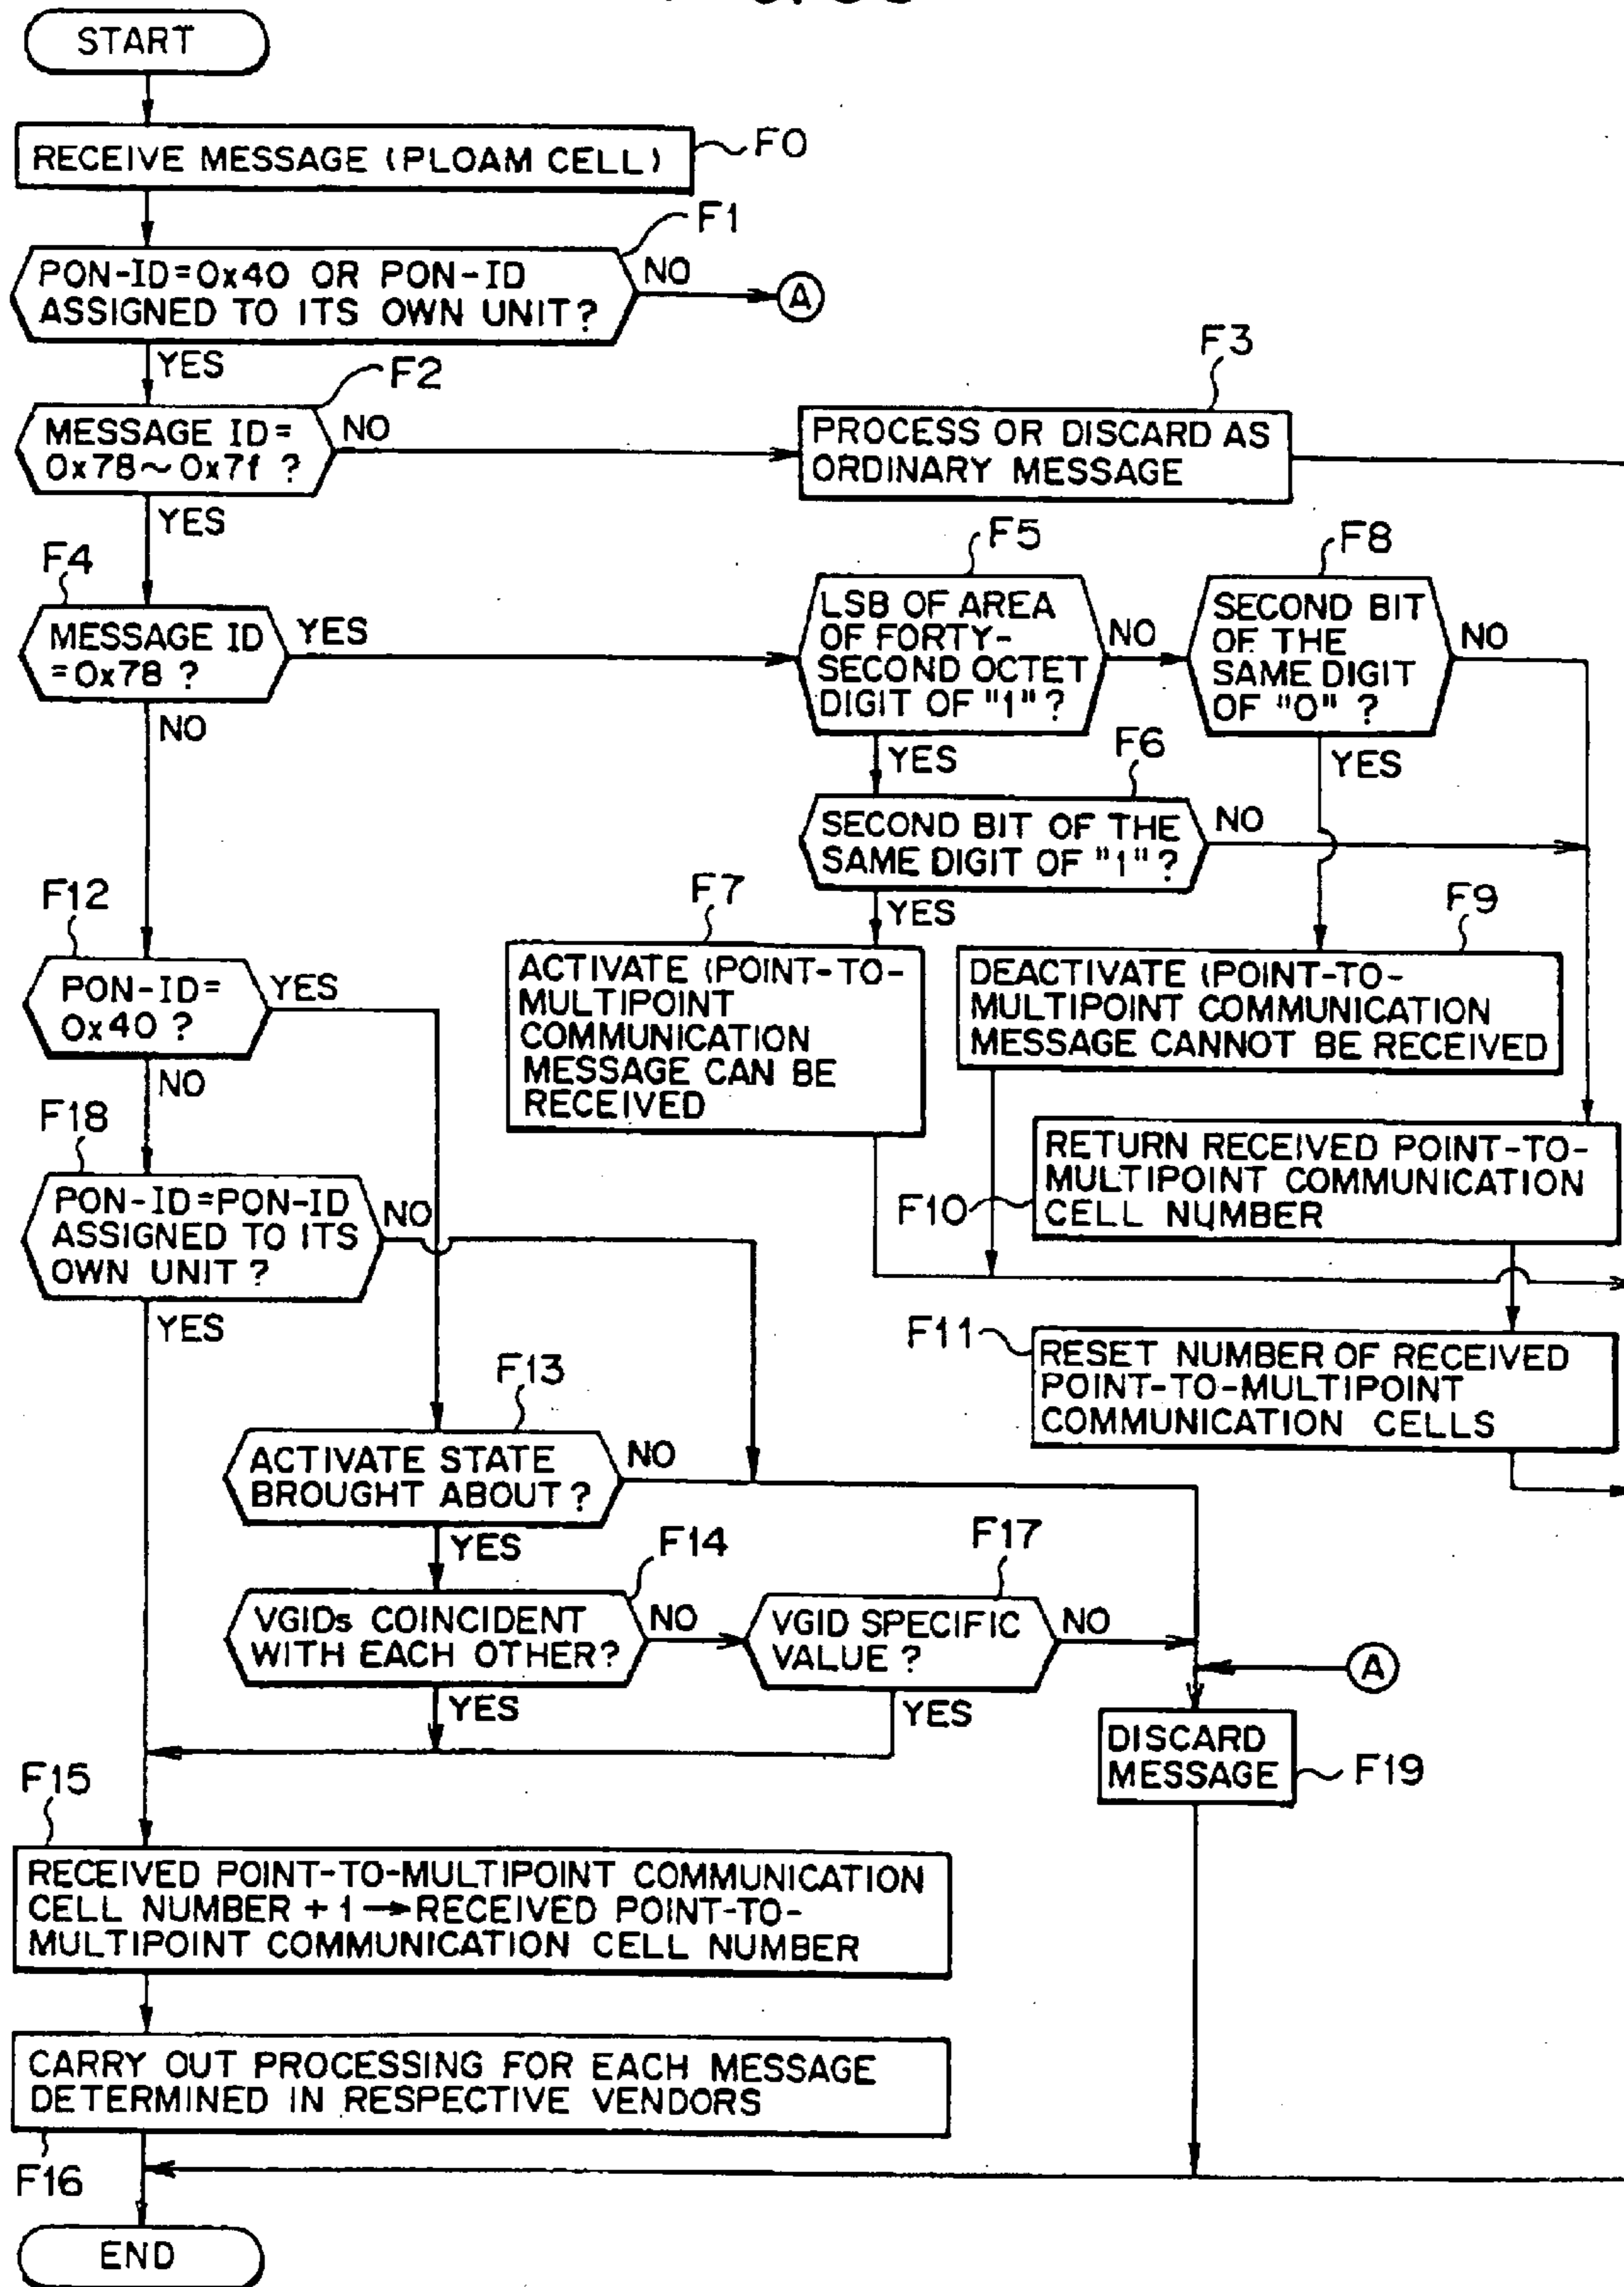 START
RECEIVE MESSAGE (PLOAM CELL)
F0
F1
PON-ID=0x40 OR PON-ID
ASSIGNED TO ITS OWN UNIT?
NO
A
YES
F2
MESSAGE ID=
0x78~0x7f ?
NO
F3
PROCESS OR DISCARD AS
ORDINARY MESSAGE
YES
F4
MESSAGE ID
=0x78 ?
YES
F5
LSB OF AREA
OF FORTY-
SECOND OCTET
DIGIT OF "1" ?
NO
F8
SECOND BIT
OF THE
SAME DIGIT
OF "0" ?
NO
NO
YES
F6
YES
SECOND BIT OF THE
SAME DIGIT OF "1" ?
NO
F7
YES
F9
ACTIVATE (POINT-TO-
MULTIPOINT
COMMUNICATION
MESSAGE CAN BE
RECEIVED
DEACTIVATE (POINT-TO-
MULTIPOINT COMMUNICATION
MESSAGE CANNOT BE RECEIVED
F12
PON-ID=
0x40 ?
YES
NO
F18
PON-ID=PON-ID
ASSIGNED TO ITS
OWN UNIT ?
NO
YES
F10
RETURN RECEIVED POINT-TO-
MULTIPOINT COMMUNICATION
CELL NUMBER
F11
RESET NUMBER OF RECEIVED
POINT-TO-MULTIPOINT
COMMUNICATION CELLS
F13
ACTIVATE STATE
BROUGHT ABOUT ?
NO
YES
F14
VGIDs COINCIDENT
WITH EACH OTHER?
NO
F17
VGID SPECIFIC
VALUE ?
NO
A
YES
YES
DISCARD
MESSAGE
F19
F15
RECEIVED POINT-TO-MULTIPOINT COMMUNICATION
CELL NUMBER + 1 → RECEIVED POINT-TO-
MULTIPOINT COMMUNICATION CELL NUMBER
CARRY OUT PROCESSING FOR EACH MESSAGE
DETERMINED IN RESPECTIVE VENDORS
F16
END